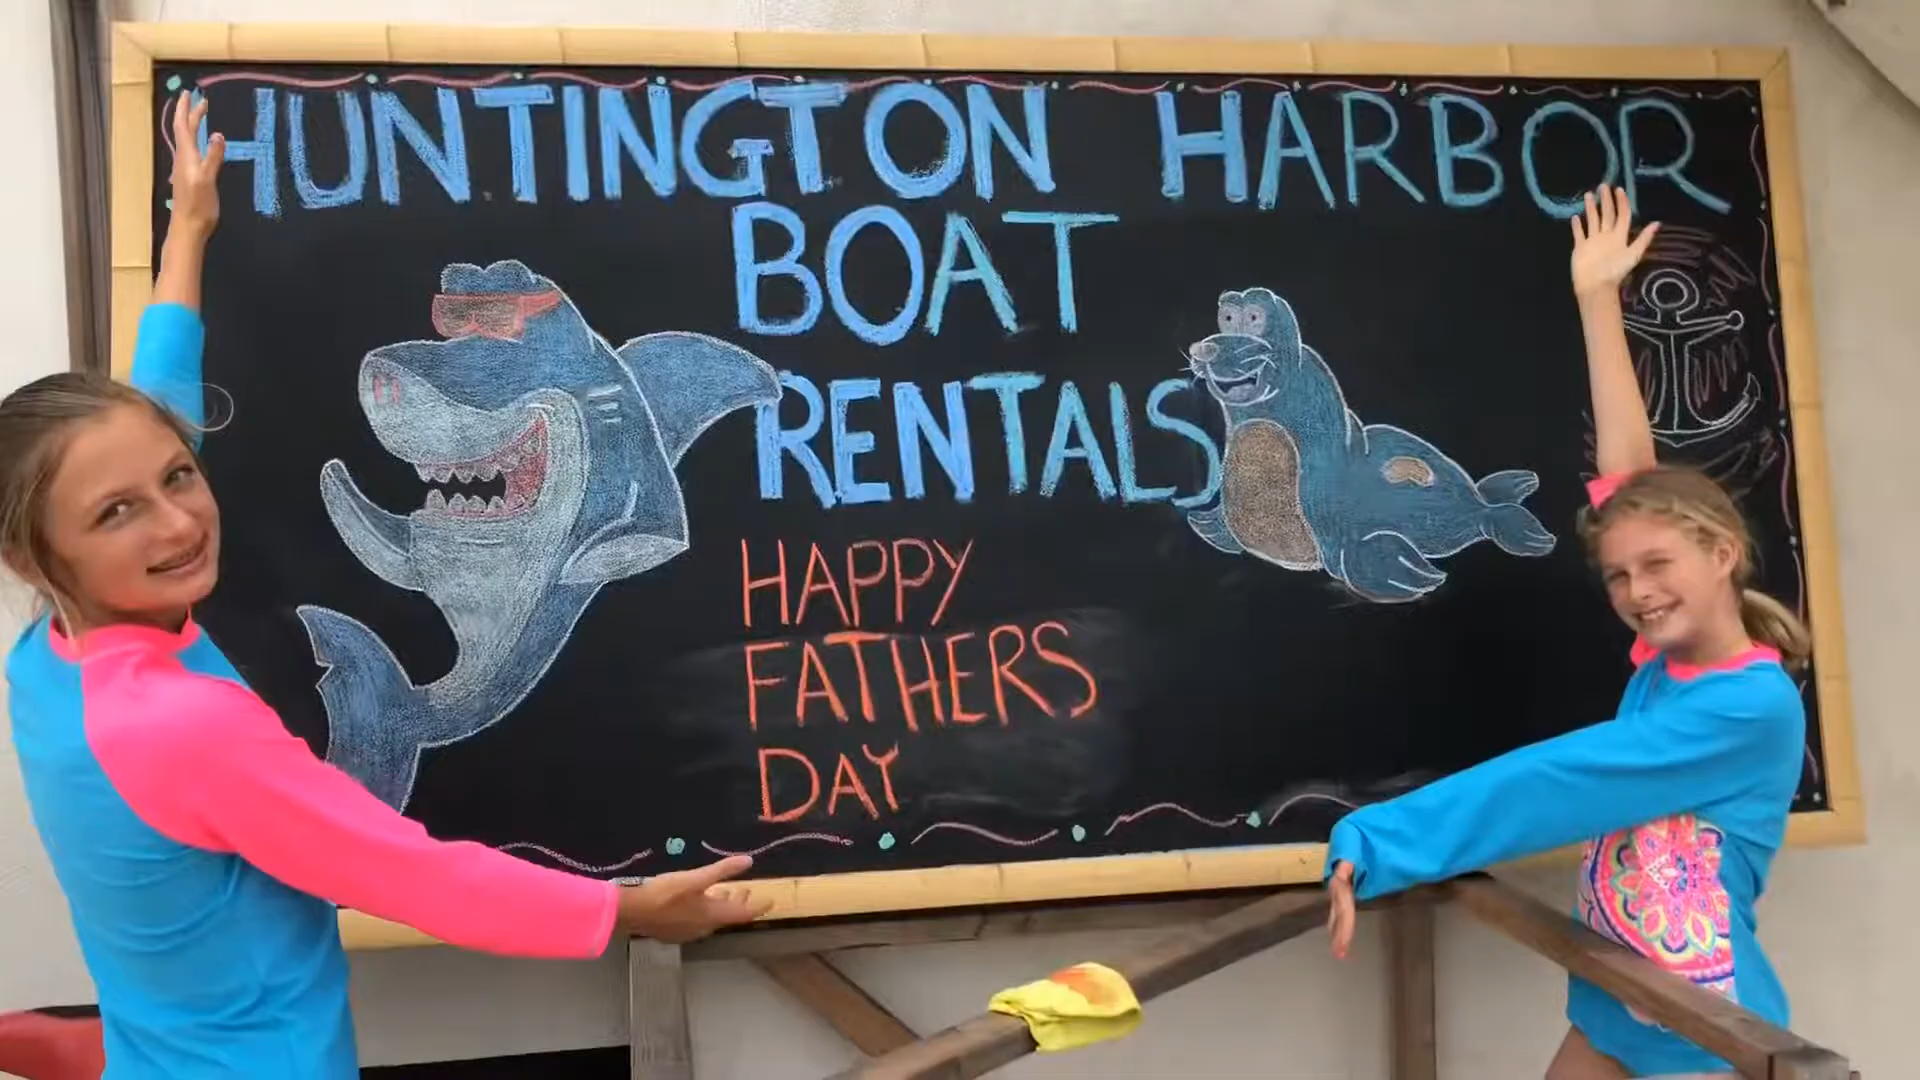 HUNTINGTON HARBOR
BOAT
RENTALS
HAPPY
FATHERS
DAY